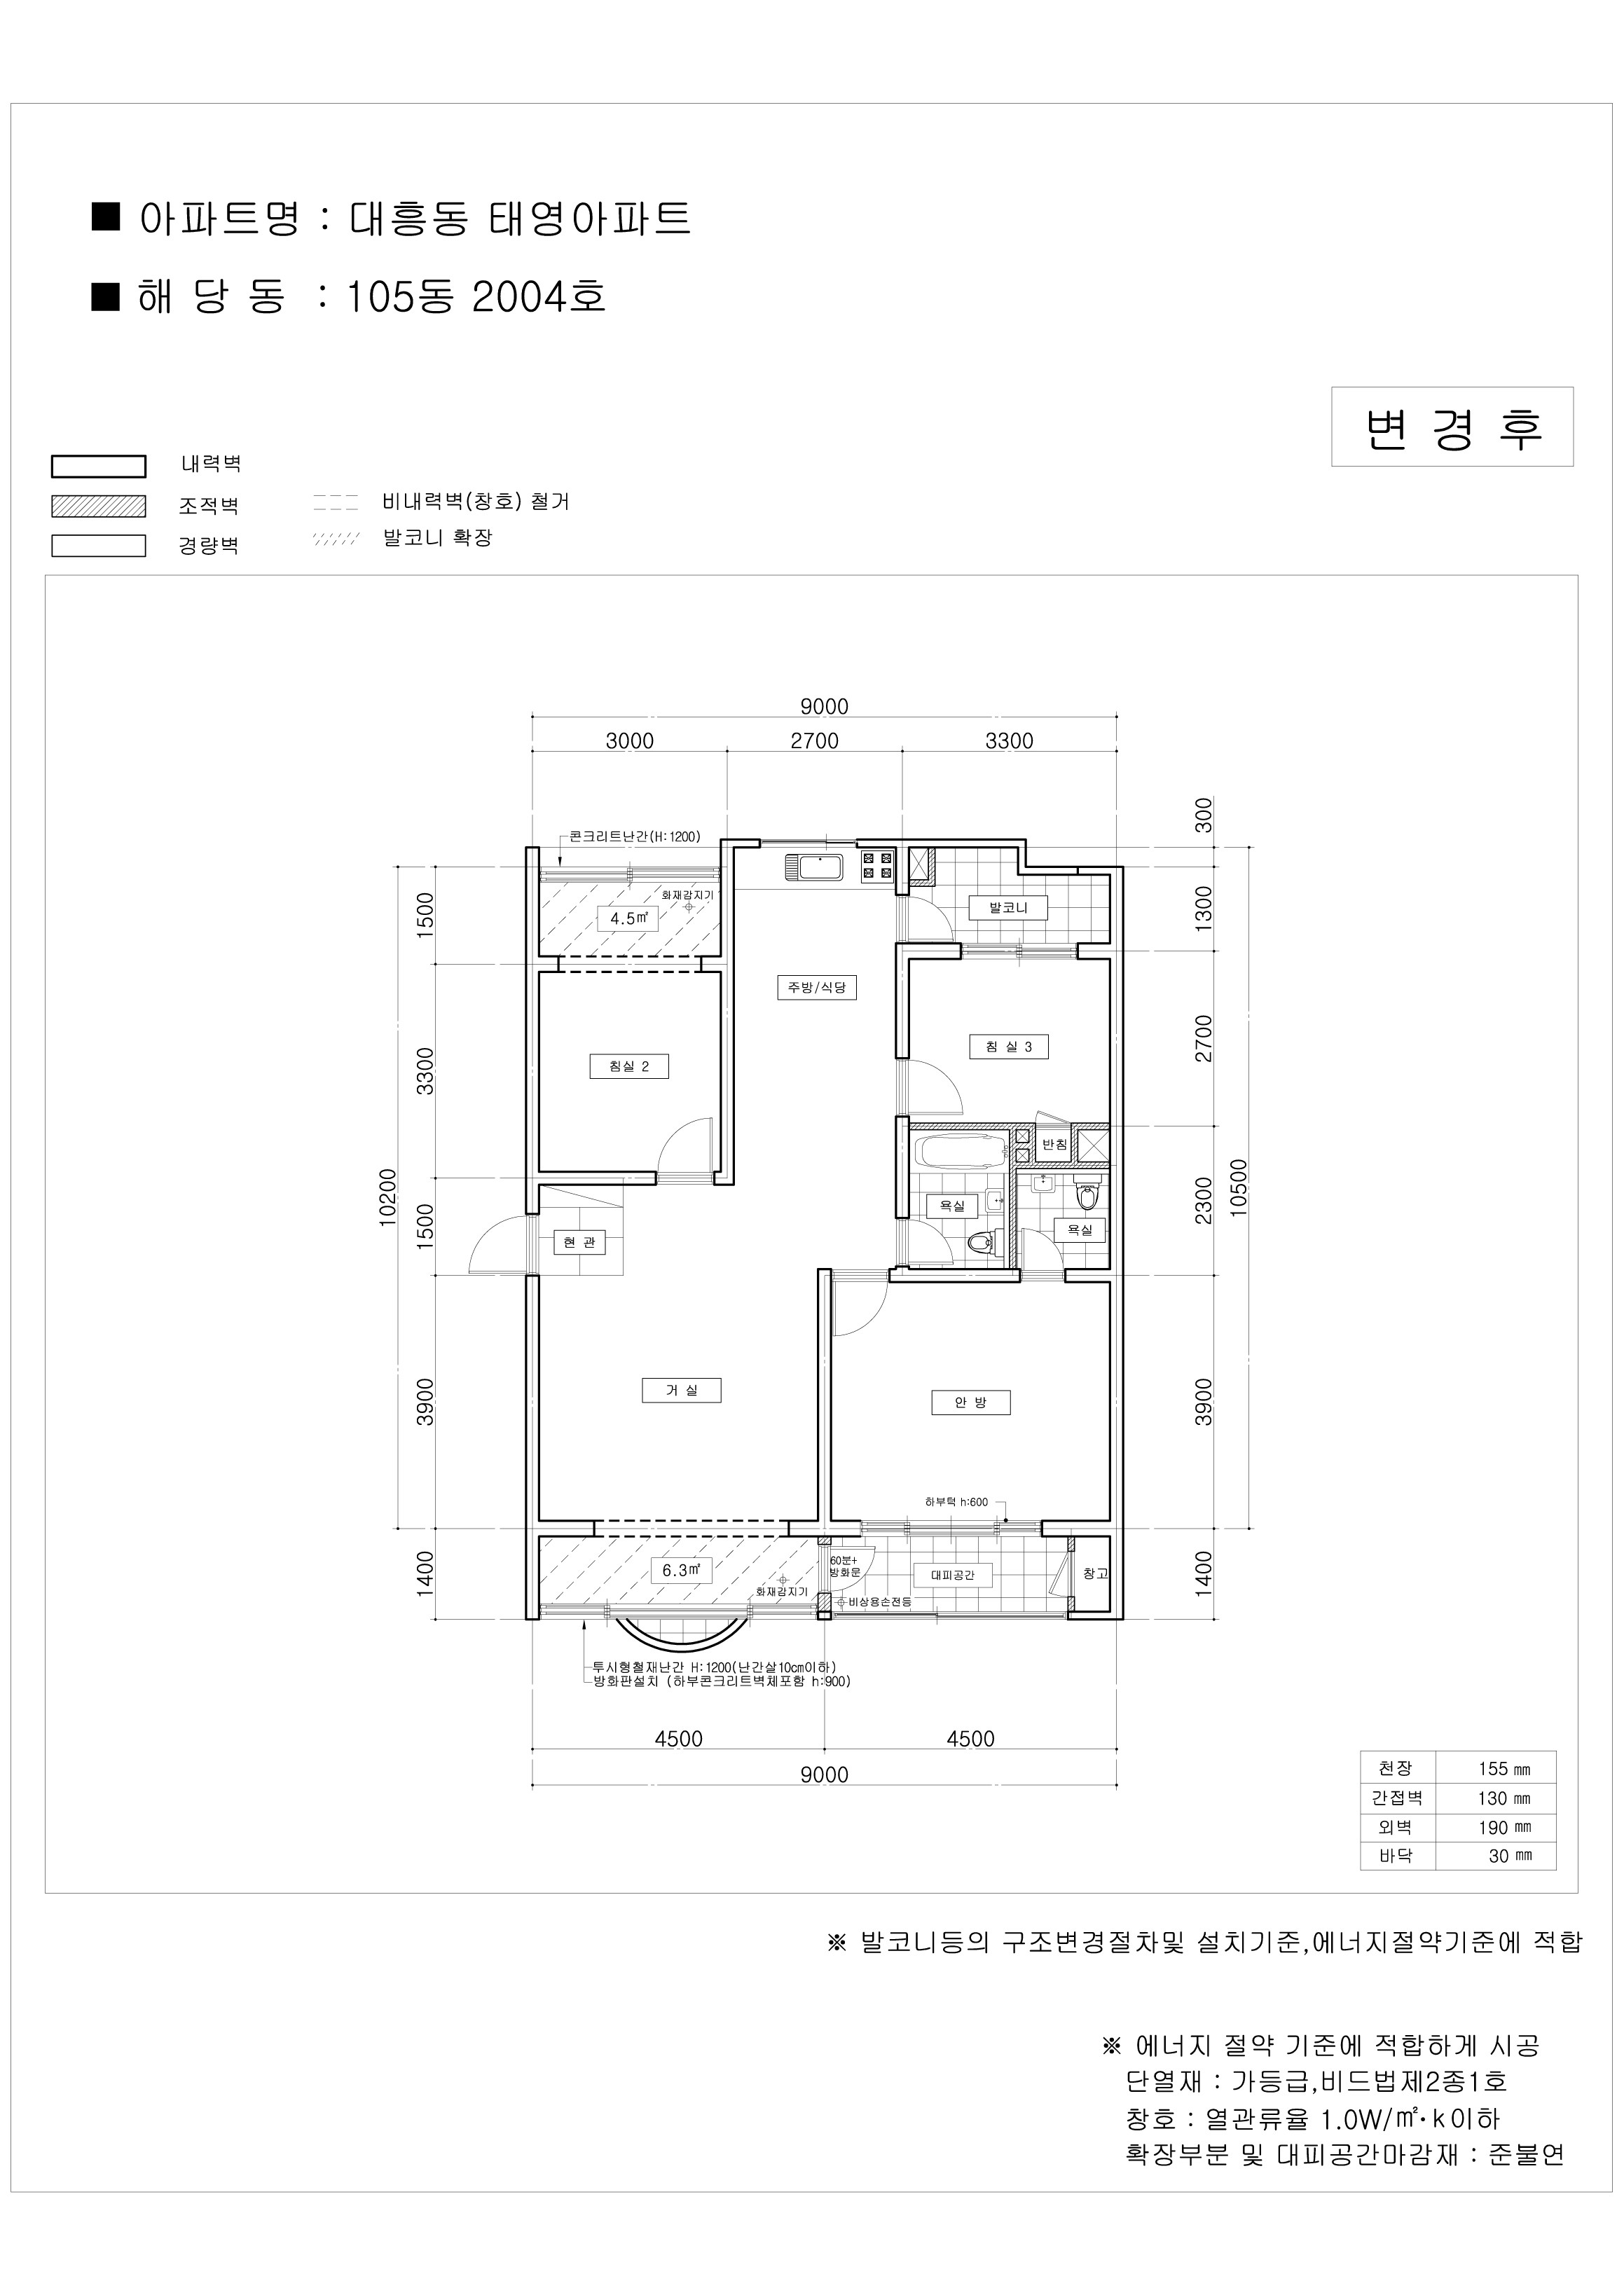 ■ 아파트명 : 대흥동 태영아파트
■ 해 당 동 : 105동 2004호
변 경 후
내력벽
조적벽
경량벽
비내력벽(창호) 철거
발코니 확장
9000
3000 2700 3300
300
1300
2700
2300
3900
1400
10500
1500
3300
1500
3900
1400
10200
콘크리트난간(H:1200)
화재감지기
4.5㎡
발코니
주방/식당
침실 2
침 실 3
반침
욕실
욕실
현 관
거 실
안 방
하부턱 h:600
6.3㎡
화재감지기
60분+
방화문
대피공간
창고
비상용손전등
투시형철재난간 H:1200(난간살10cm이하)
방화판설치 (하부콘크리트벽체포함 h:900)
4500 4500
9000
천장 155 ㎜
간접벽 130 ㎜
외벽 190 ㎜
바닥 30 ㎜
※ 발코니등의 구조변경절차및 설치기준,에너지절약기준에 적합
※ 에너지 절약 기준에 적합하게 시공
단열재 : 가등급,비드법제2종1호
창호 : 열관류율 1.0W/㎡·k이하
확장부분 및 대피공간마감재 : 준불연